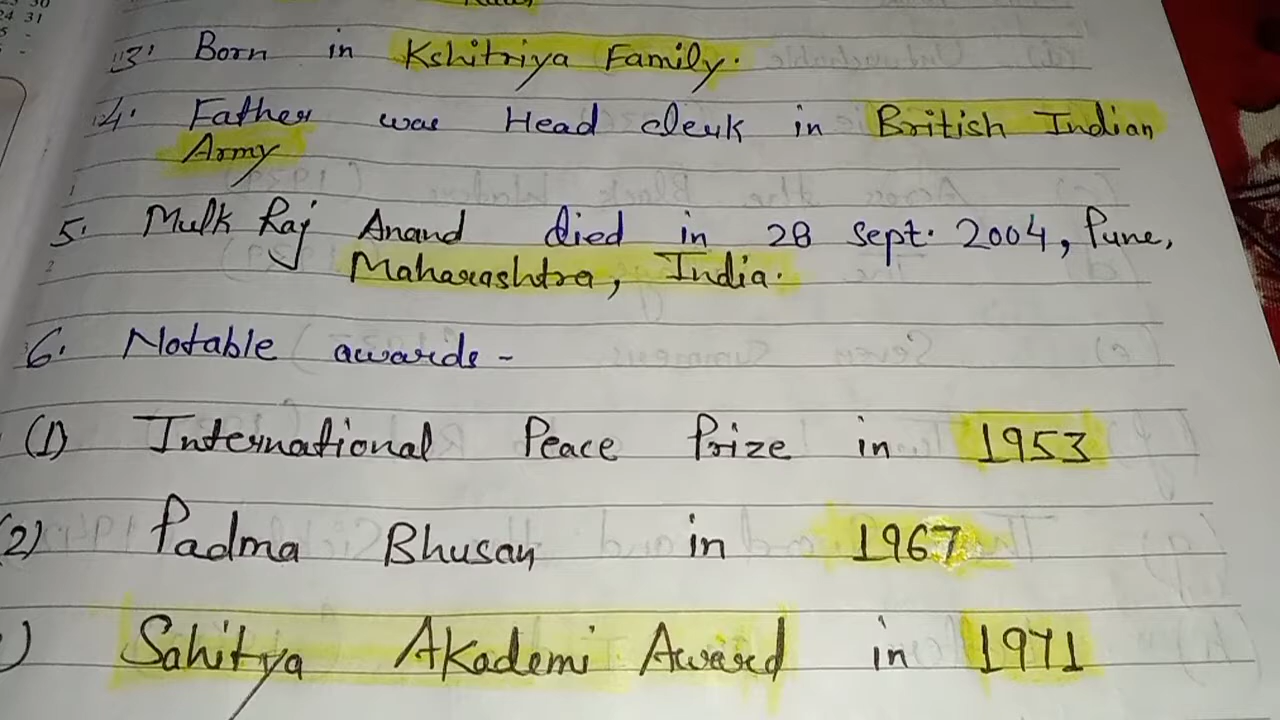 24 31
3. Born in Kshitriya Family.
4. Father was Head clerk in British Indian
Army
5. Mulk Raj Anand died in 28 Sept. 2004, Pune,
Maharashtra, India.
6. Notable awards -
(1) International Peace Prize in 1953
(2) Padma Bhusan in 1967
) Sahitya Akademi Award in 1971